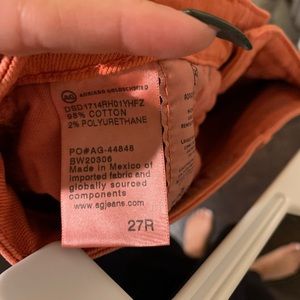 AG ADRIANO GOLDSCHMIED
DSD1714RH01YHFZ
98% COTTON
2% POLYURETHANE
PO#AG-44848
BW20306
Made in Mexico of
imported fabric and
globally sourced
components
www.agjeans.com
27R